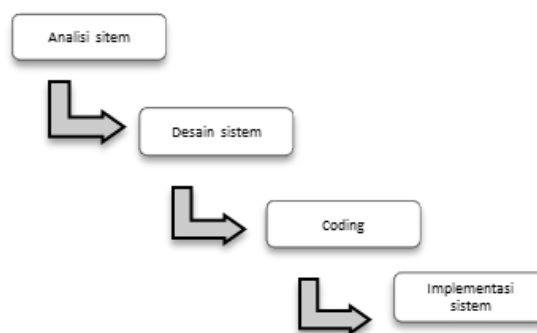 Analisi sitem
Desain sistem
Coding
Implementasi
sistem